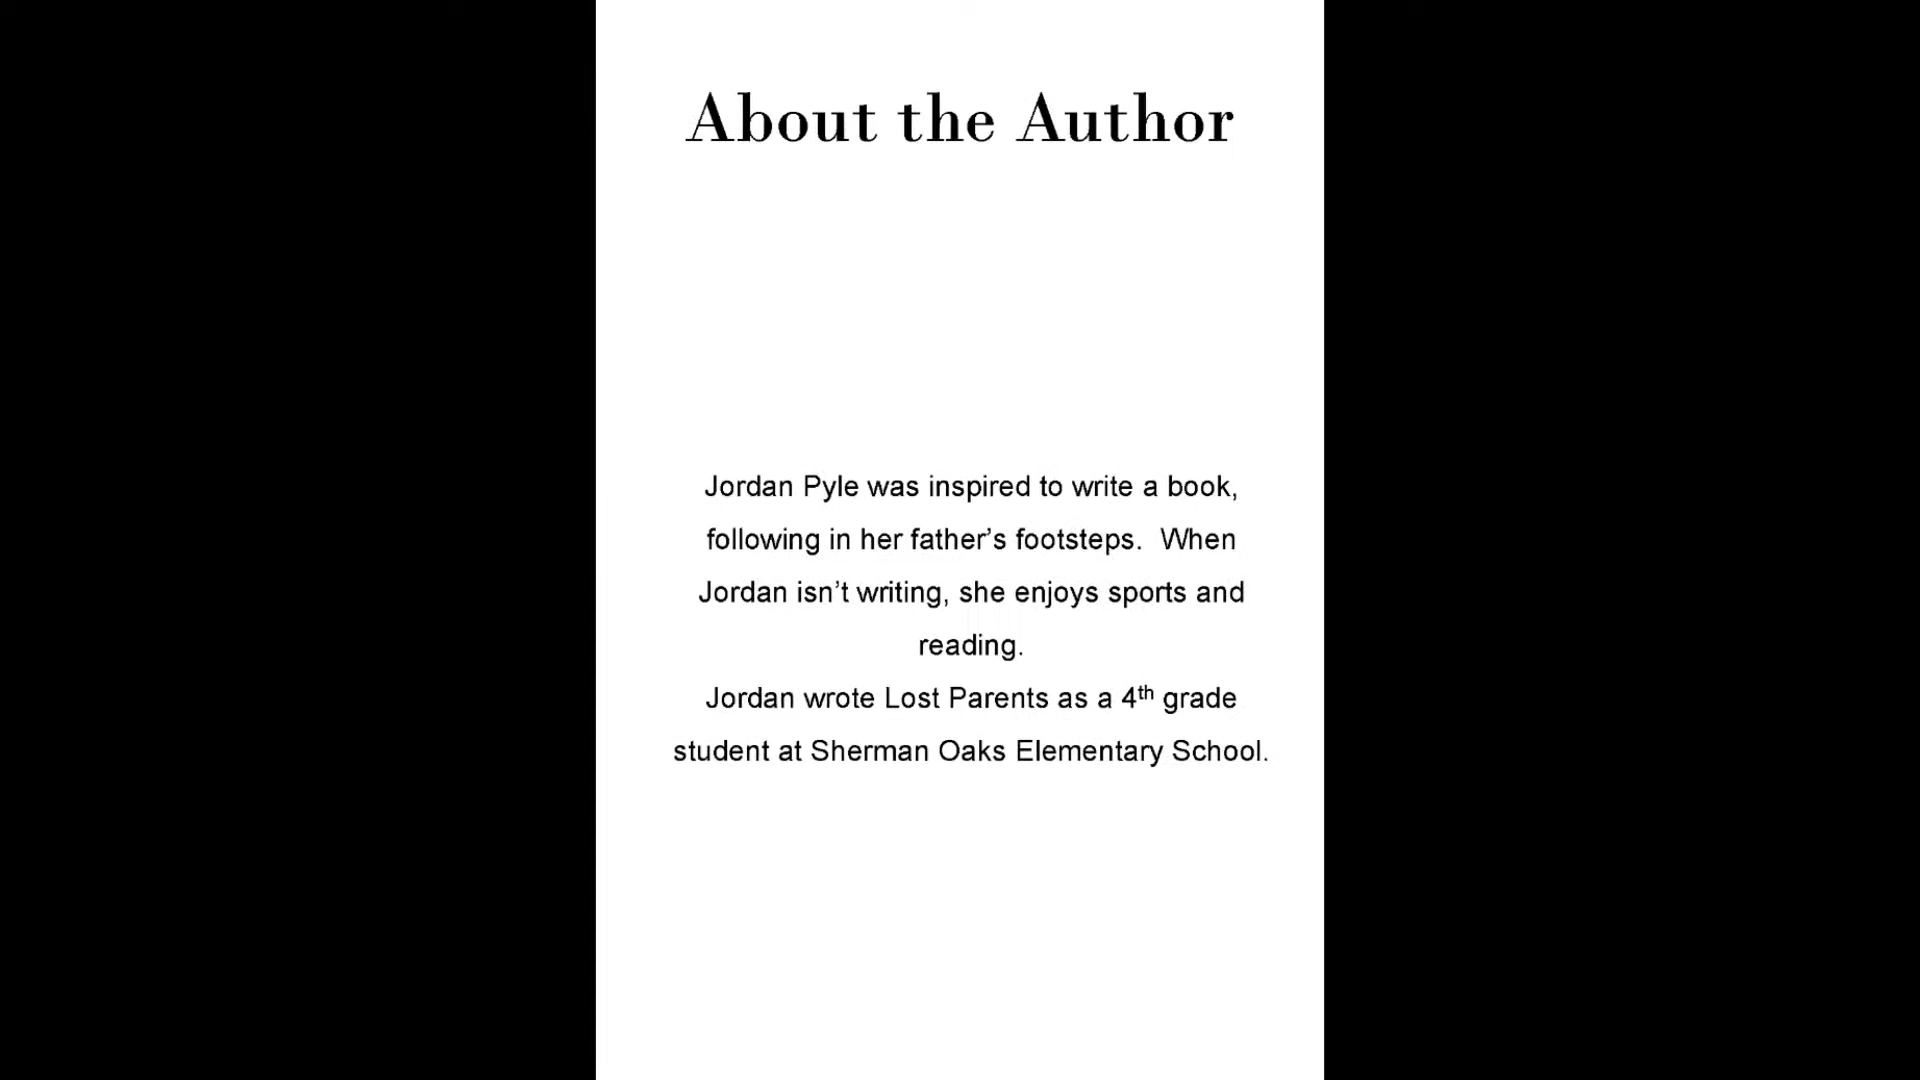 About the Author
Jordan Pyle was inspired to write a book,
following in her father’s footsteps.  When
Jordan isn’t writing, she enjoys sports and
reading.
Jordan wrote Lost Parents as a 4th grade
student at Sherman Oaks Elementary School.